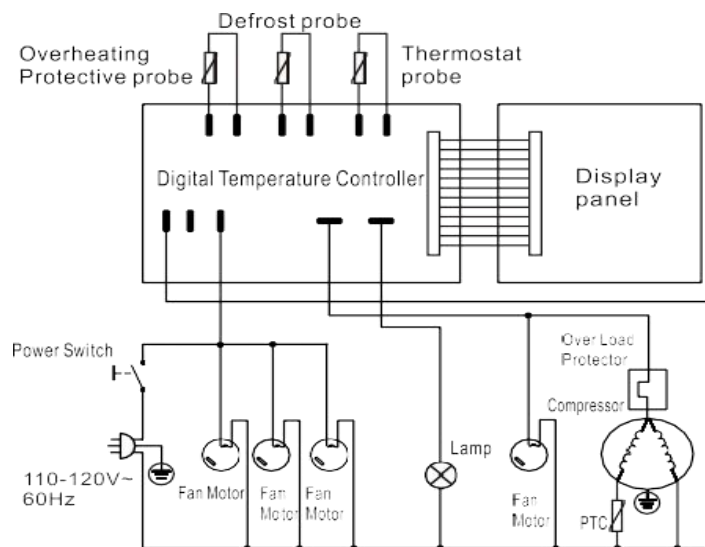 Defrost probe
Overheating
Protective probe
Thermostat
probe
Digital Temperature Controller
Display
panel
Power Switch
Over Load
Protector
Compressor
Lamp
110-120V~
60Hz
Fan Motor
Fan
Motor
Fan
Motor
Fan
Motor
PTC